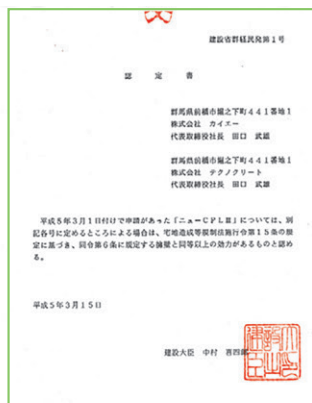 建設省群経民発第1号
認定書
群馬県前橋市堀之下町441番地1
株式会社 カイエー
代表取締役社長 田口 武雄
群馬県前橋市堀之下町441番地1
株式会社 テクノクリート
代表取締役社長 田口 武雄
平成5年3月1日付けで申請があった「ニューCPLⅢ」については、別
記各号に定めるところによる場合は、宅地造成等規制法施行令第15条の規
定に基づき、同令第6条に規定する擁壁と同等以上の効力があるものと認め
る。
平成5年3月15日
建設大臣 中村 喜四郎